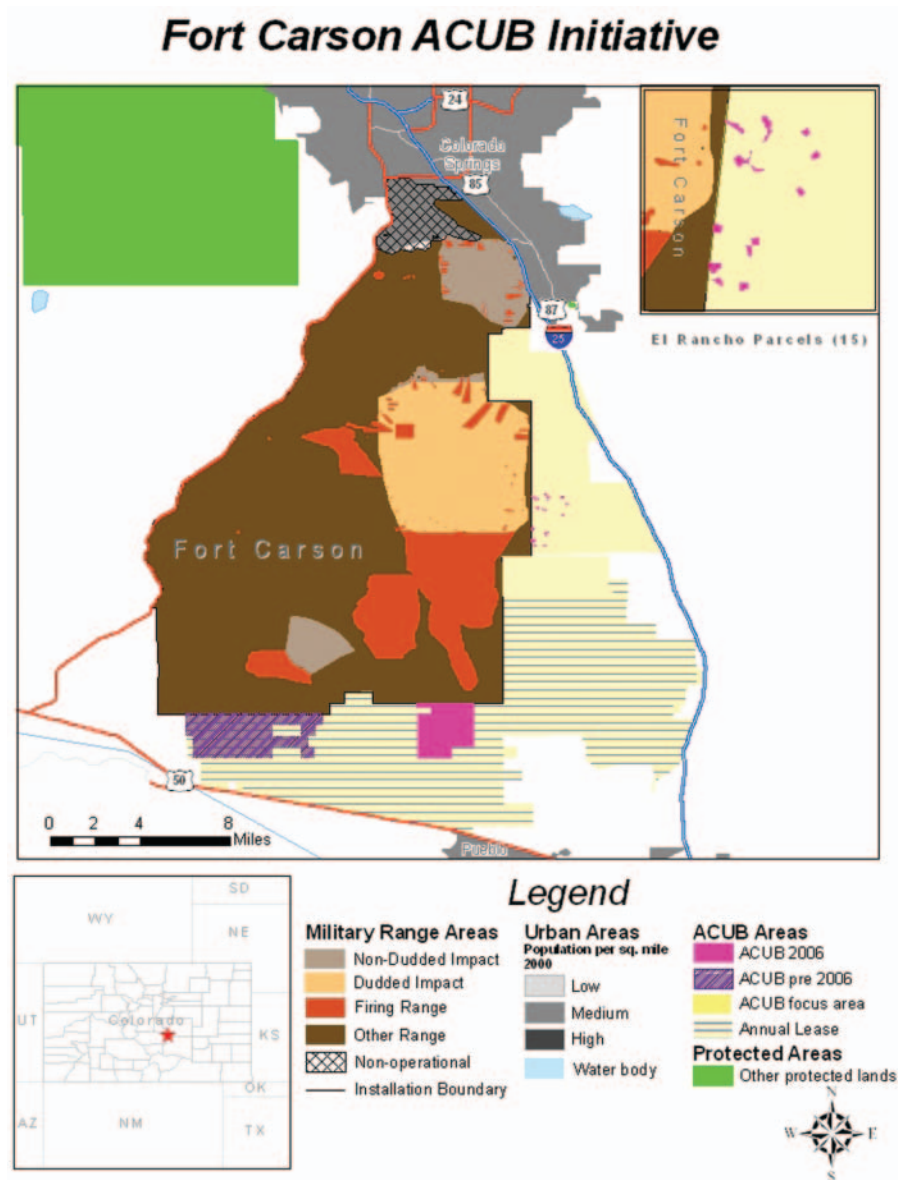 Fort Carson ACUB Initiative
24
Colorado
Springs
85
87
25
Fort Carson
El Rancho Parcels (15)
Fort Carson
50
0 2 4 8
Miles
Pueblo
Legend
SD
WY
NE
UT
Colorado
KS
OK
AZ
NM
TX
Military Range Areas
Non-Dudded Impact
Dudded Impact
Firing Range
Other Range
Non-operational
Installation Boundary
Urban Areas
Population per sq. mile
2000
Low
Medium
High
Water body
ACUB Areas
ACUB 2006
ACUB pre 2006
ACUB focus area
Annual Lease
Protected Areas
Other protected lands
N
W E
S